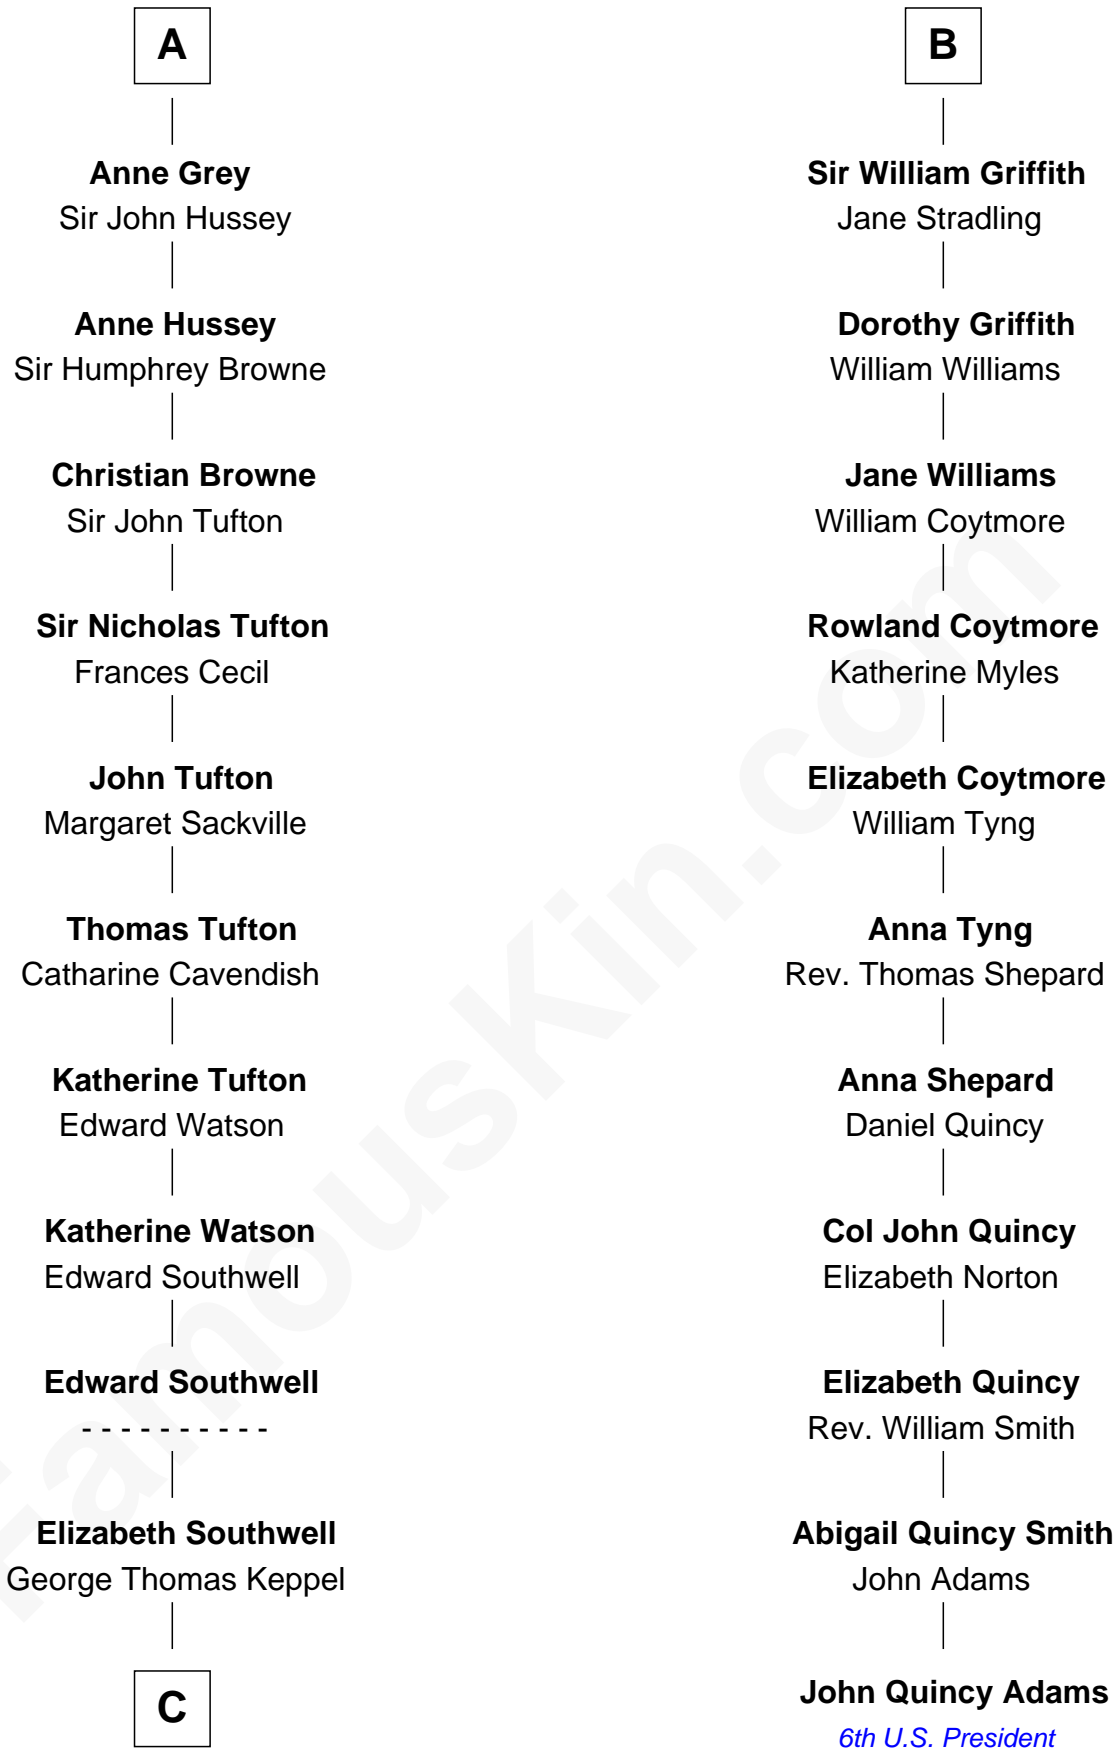 A
Anne Grey
Sir John Hussey
Anne Hussey
Sir Humphrey Browne
Christian Browne
Sir John Tufton
Sir Nicholas Tufton
Frances Cecil
John Tufton
Margaret Sackville
Thomas Tufton
Catharine Cavendish
Katherine Tufton
Edward Watson
Katherine Watson
Edward Southwell
Edward Southwell
- - - - - - - - - -
Elizabeth Southwell
George Thomas Keppel
C
B
Sir William Griffith
Jane Stradling
Dorothy Griffith
William Williams
Jane Williams
William Coytmore
Rowland Coytmore
Katherine Myles
Elizabeth Coytmore
William Tyng
Anna Tyng
Rev. Thomas Shepard
Anna Shepard
Daniel Quincy
Col John Quincy
Elizabeth Norton
Elizabeth Quincy
Rev. William Smith
Abigail Quincy Smith
John Adams
John Quincy Adams
6th U.S. President
FamousKin.com